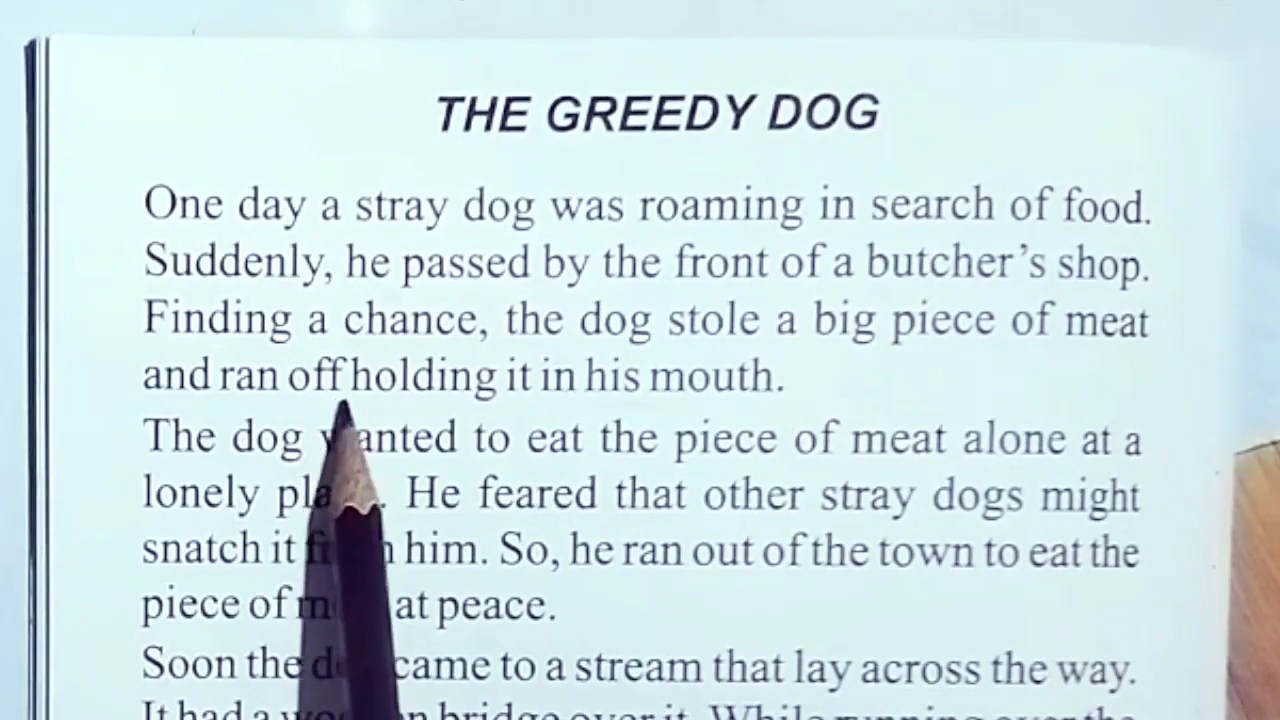 THE GREEDY DOG
One day a stray dog was roaming in search of food.
Suddenly, he passed by the front of a butcher's shop.
Finding a chance, the dog stole a big piece of meat
and ran off holding it in his mouth.
The dog wanted to eat the piece of meat alone at a
lonely He feared that other stray dogs might
snatch it him. So, he ran out of the town to eat the
piece of at peace.
Soon the came to a stream that lay across the way.
It had a bridge over it. While running over the